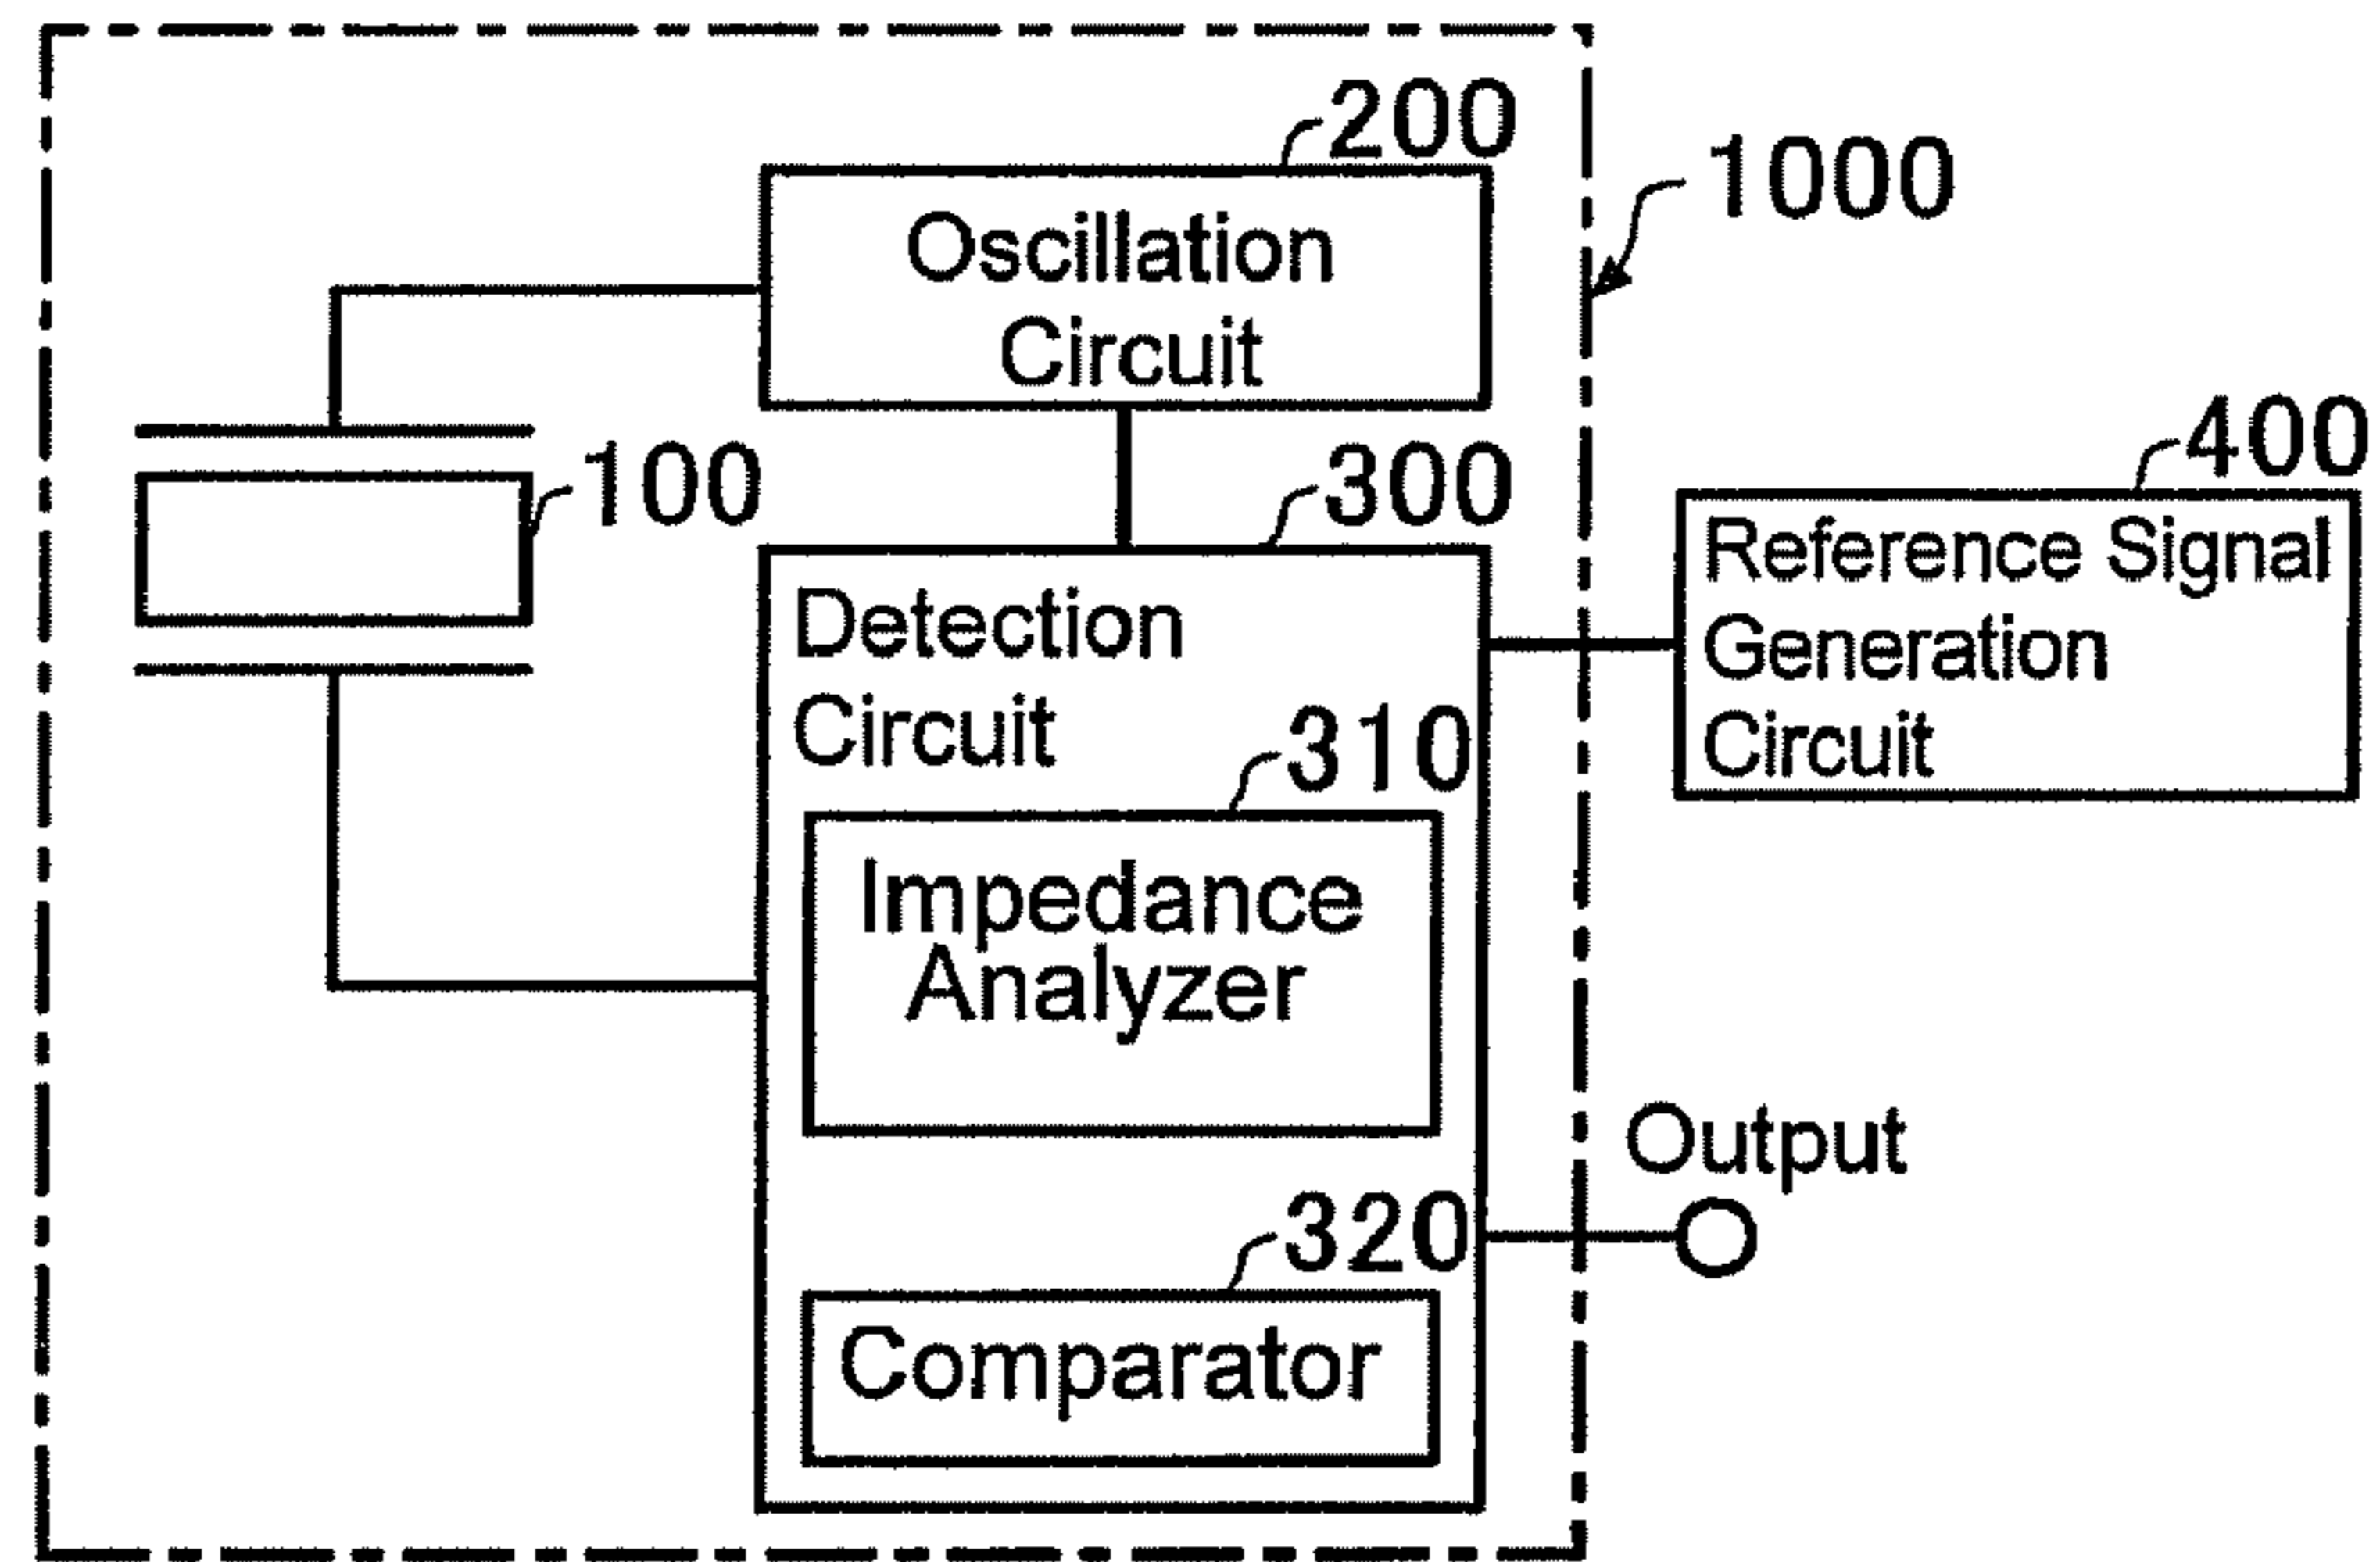 200
Oscillation
Circuit
1000
100
300
400
Detection
Circuit
Reference Signal
Generation
Circuit
310
Impedance
Analyzer
Output
320
Comparator